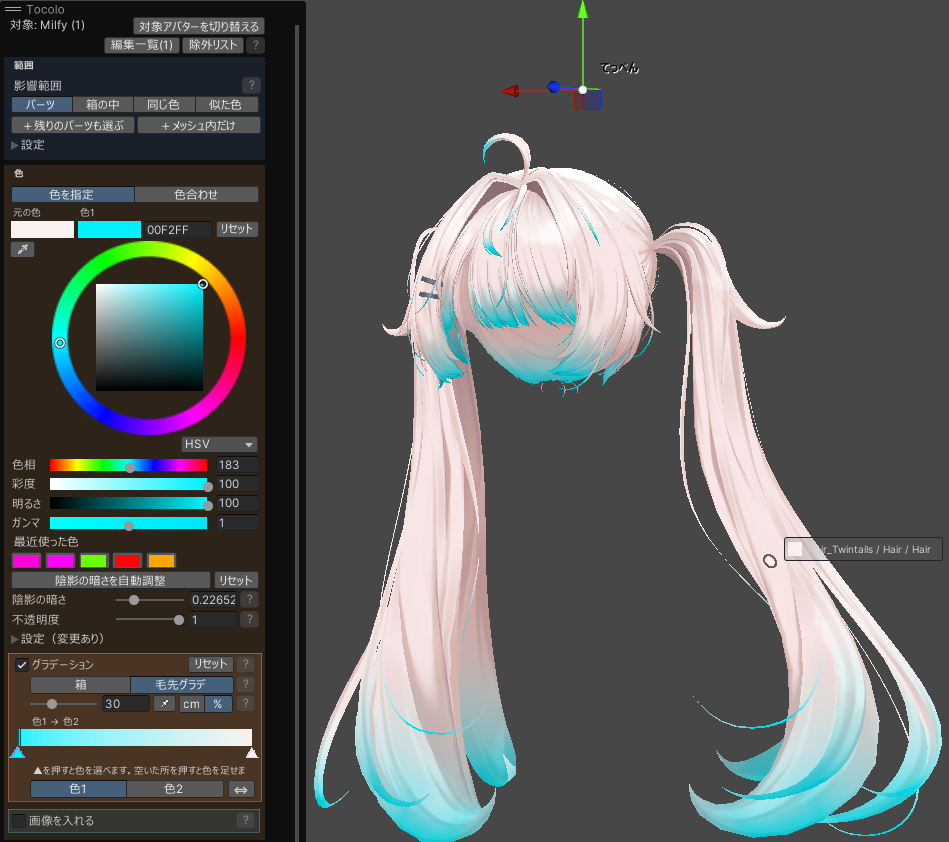 Tocolo
対象: Milfy (1)
対象アバターを切り替える
編集一覧(1) 除外リスト ?
範囲
影響範囲 ?
パーツ 箱の中 同じ色 似た色
+残りのパーツも選ぶ +メッシュ内だけ
▶設定
色
色を指定 色合わせ
元の色 色1
00F2FF リセット
HSV
色相 183
彩度 100
明るさ 100
ガンマ 1
最近使った色
陰影の暗さを自動調整 リセット
陰影の暗さ 0.22652 ?
不透明度 1 ?
▶設定（変更あり）
グラデーション リセット ?
箱 毛先グラデ ?
30 cm % ?
色1 → 色2
▲を押すと色を選べます。空いた所を押すと色を足せま
色1 色2 ⇔
画像を入れる ?
てっぺん
_Twintails / Hair / Hair